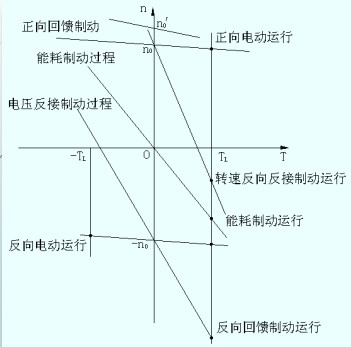 n
n₀′
正向回馈制动
正向电动运行
n₀
能耗制动过程
电压反接制动过程
−TL
O
TL
T
转速反向反接制动运行
能耗制动运行
反向电动运行
−n₀
反向回馈制动运行